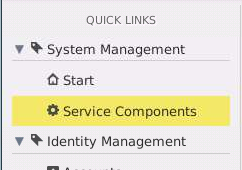 QUICK LINKS
System Management
Start
Service Components
Identity Management